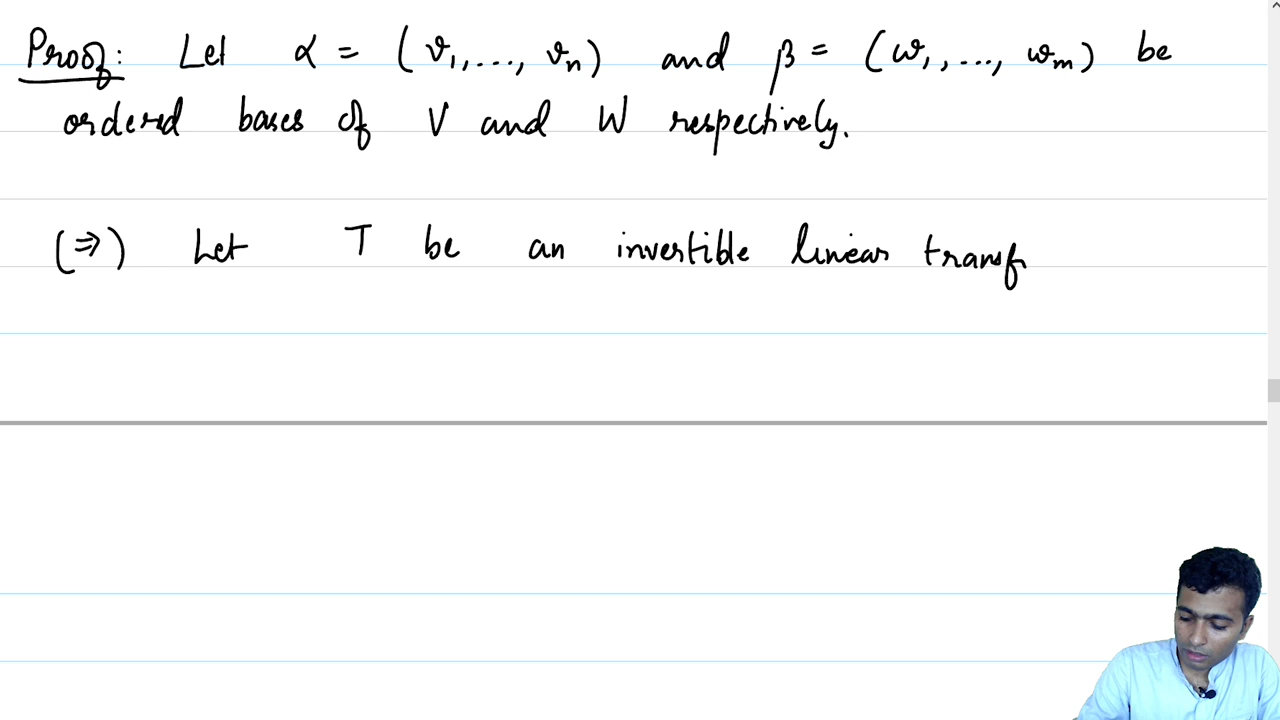 Proof: Let α = (v₁, ..., vₙ) and β = (w₁, ..., wₘ) be
ordered bases of V and W respectively.
(⇒) Let T be an invertible linear transf